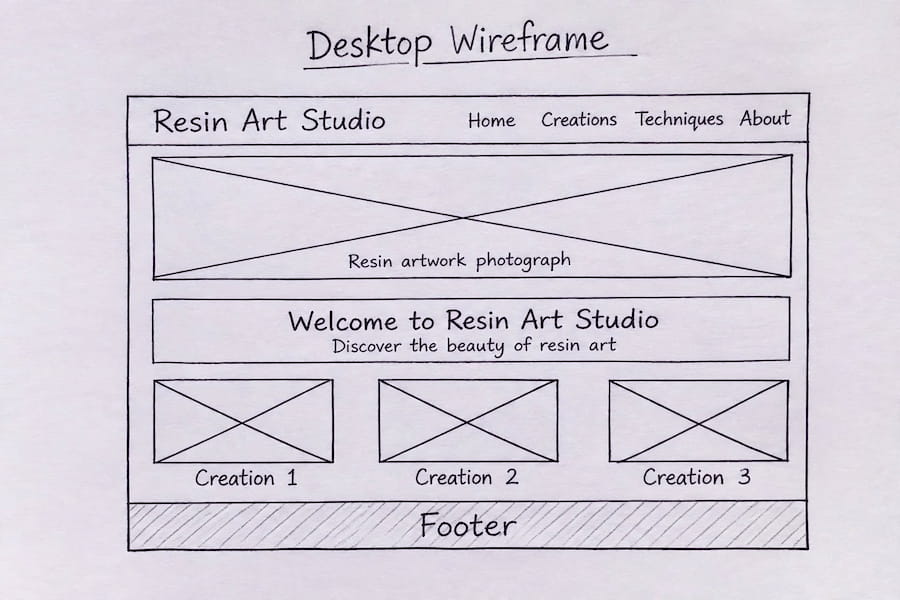 Desktop Wireframe
Resin Art Studio Home Creations Techniques About
Resin artwork photograph
Welcome to Resin Art Studio
Discover the beauty of resin art
Creation 1 Creation 2 Creation 3
Footer